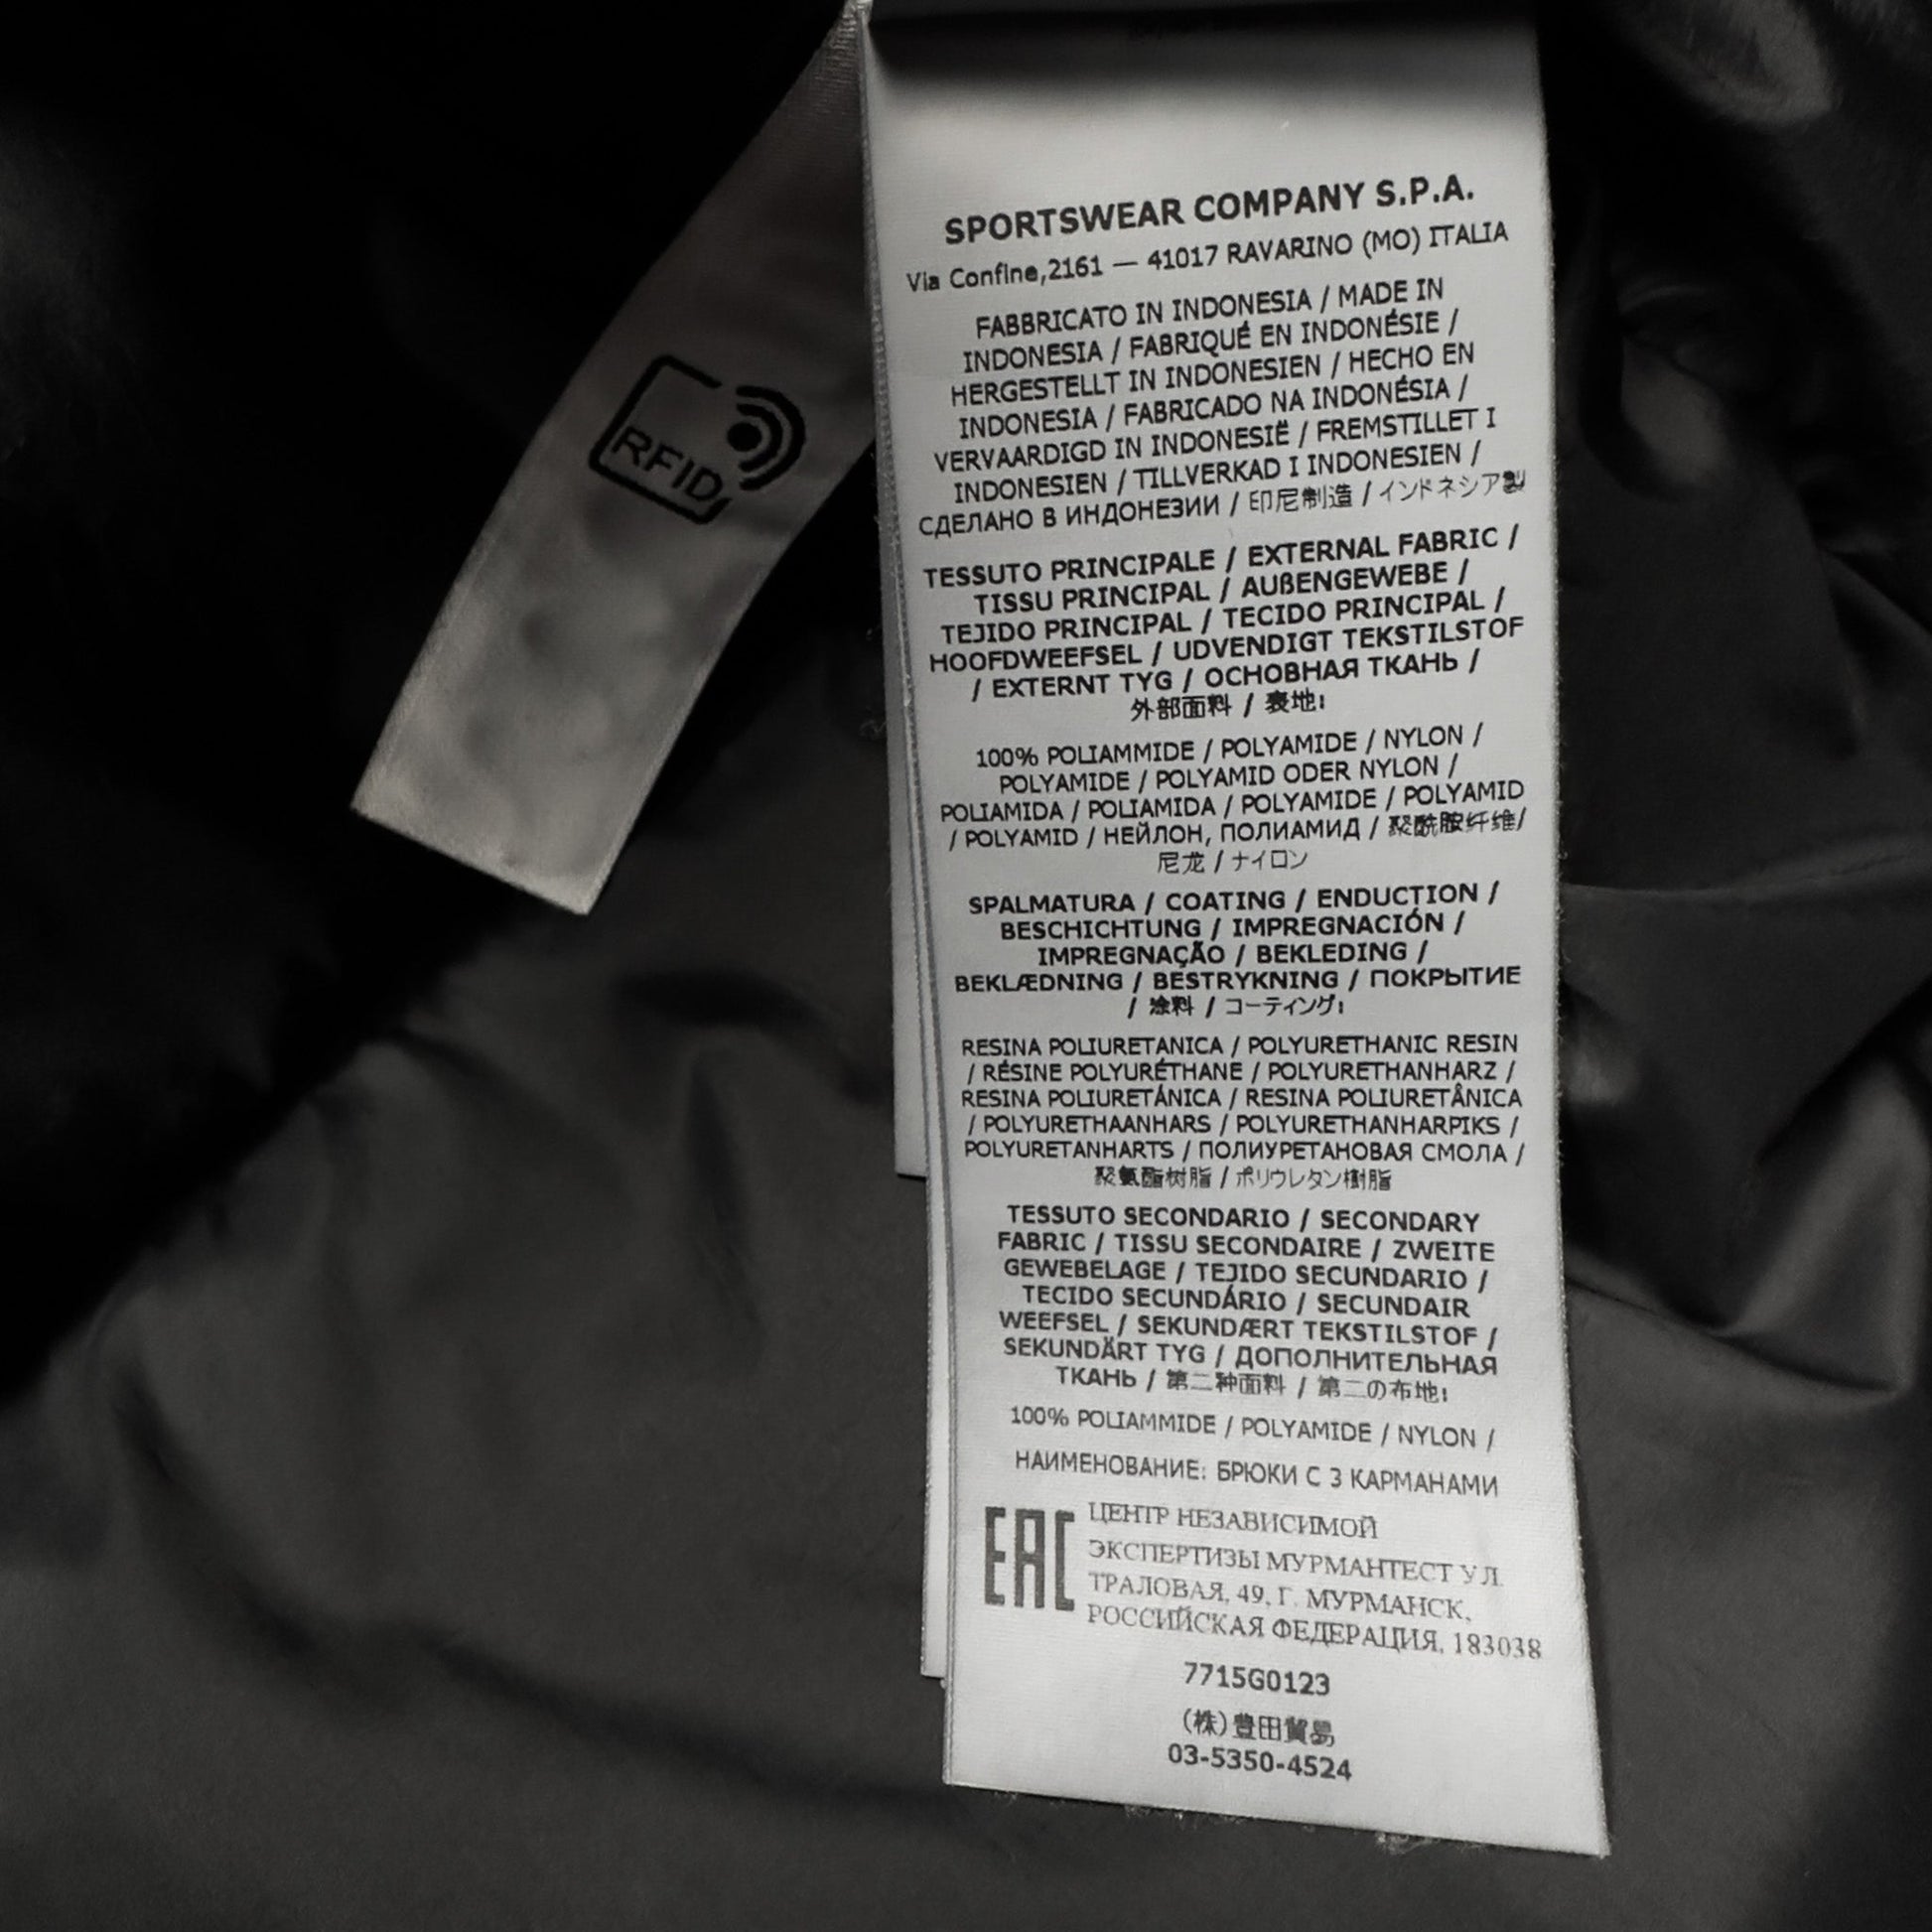 RFID
SPORTSWEAR COMPANY S.P.A.
Via Confine,2161 — 41017 RAVARINO (MO) ITALIA
FABBRICATO IN INDONESIA / MADE IN
INDONESIA / FABRIQUÉ EN INDONÉSIE /
HERGESTELLT IN INDONESIEN / HECHO EN
INDONESIA / FABRICADO NA INDONÉSIA /
VERVAARDIGD IN INDONESIË / FREMSTILLET I
INDONESIEN / TILLVERKAD I INDONESIEN /
СДЕЛАНО В ИНДОНЕЗИИ / 印尼制造 / インドネシア製
TESSUTO PRINCIPALE / EXTERNAL FABRIC /
TISSU PRINCIPAL / AUßENGEWEBE /
TEJIDO PRINCIPAL / TECIDO PRINCIPAL /
HOOFDWEEFSEL / UDVENDIGT TEKSTILSTOF
/ EXTERNT TYG / ОСНОВНАЯ ТКАНЬ /
外部面料 / 表地:
100% POLIAMMIDE / POLYAMIDE / NYLON /
POLYAMIDE / POLYAMID ODER NYLON /
POLIAMIDA / POLIAMIDA / POLYAMIDE / POLYAMID
/ POLYAMID / НЕЙЛОН, ПОЛИАМИД / 聚酰胺纤维/
尼龙 / ナイロン
SPALMATURA / COATING / ENDUCTION /
BESCHICHTUNG / IMPREGNACIÓN /
IMPREGNAÇÃO / BEKLEDING /
BEKLÆDNING / BESTRYKNING / ПОКРЫТИЕ
/ 涂料 / コーティング:
RESINA POLIURETANICA / POLYURETHANIC RESIN
/ RÉSINE POLYURÉTHANE / POLYURETHANHARZ /
RESINA POLIURETÁNICA / RESINA POLIURETÂNICA
/ POLYURETHAANHARS / POLYURETHANHARPIKS /
POLYURETANHARTS / ПОЛИУРЕТАНОВАЯ СМОЛА /
聚氨酯树脂 / ポリウレタン樹脂
TESSUTO SECONDARIO / SECONDARY
FABRIC / TISSU SECONDAIRE / ZWEITE
GEWEBELAGE / TEJIDO SECUNDARIO /
TECIDO SECUNDÁRIO / SECUNDAIR
WEEFSEL / SEKUNDÆRT TEKSTILSTOF /
SEKUNDÄRT TYG / ДОПОЛНИТЕЛЬНАЯ
ТКАНЬ / 第二种面料 / 第二の布地:
100% POLIAMMIDE / POLYAMIDE / NYLON /
НАИМЕНОВАНИЕ: БРЮКИ С 3 КАРМАНАМИ
EAC
ЦЕНТР НЕЗАВИСИМОЙ
ЭКСПЕРТИЗЫ МУРМАНТЕСТ УЛ.
ТРАЛОВАЯ, 49, Г. МУРМАНСК,
РОССИЙСКАЯ ФЕДЕРАЦИЯ, 183038
7715G0123
(株)豊田貿易
03-5350-4524